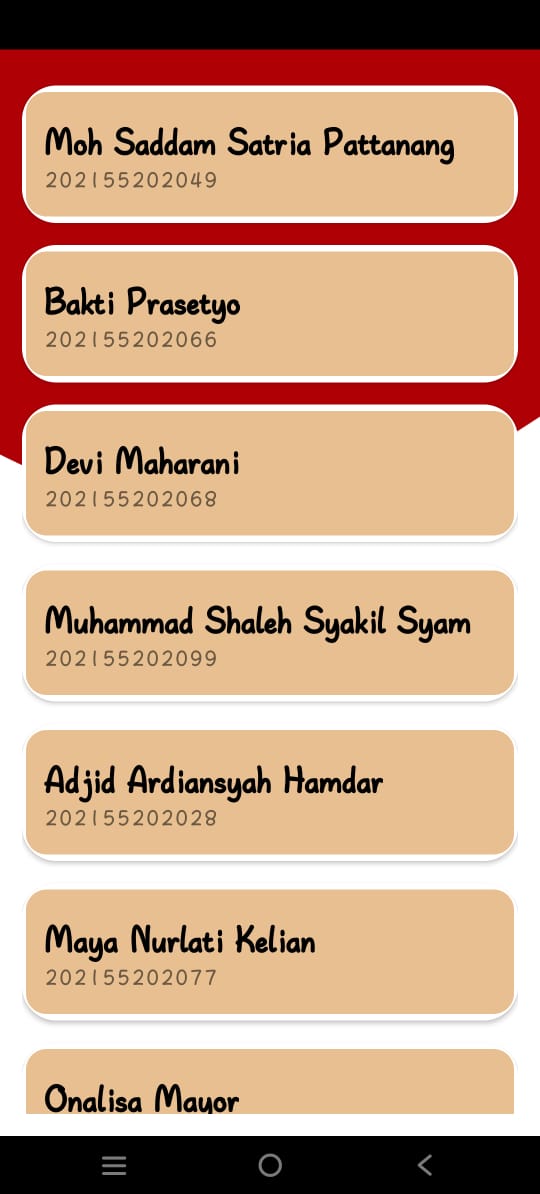 Moh Saddam Satria Pattanang
202155202049
Bakti Prasetyo
202155202066
Devi Maharani
202155202068
Muhammad Shaleh Syakil Syam
202155202099
Adjid Ardiansyah Hamdar
202155202028
Maya Nurlati Kelian
202155202077
Onalisa Mayor